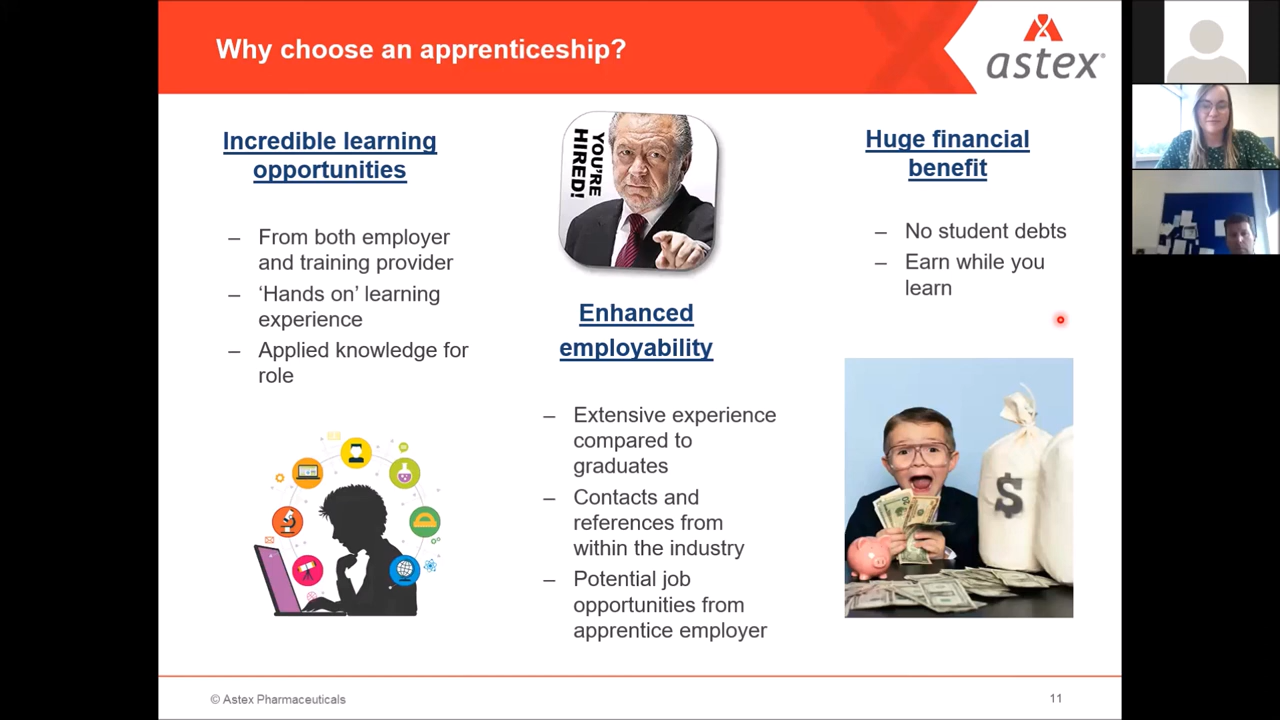 Why choose an apprenticeship?
astex
Incredible learning
opportunities
– From both employer
and training provider
– ‘Hands on’ learning
experience
– Applied knowledge for
role
YOU'RE
HIRED!
Enhanced
employability
– Extensive experience
compared to
graduates
– Contacts and
references from
within the industry
– Potential job
opportunities from
apprentice employer
Huge financial
benefit
– No student debts
– Earn while you
learn
$
© Astex Pharmaceuticals
11